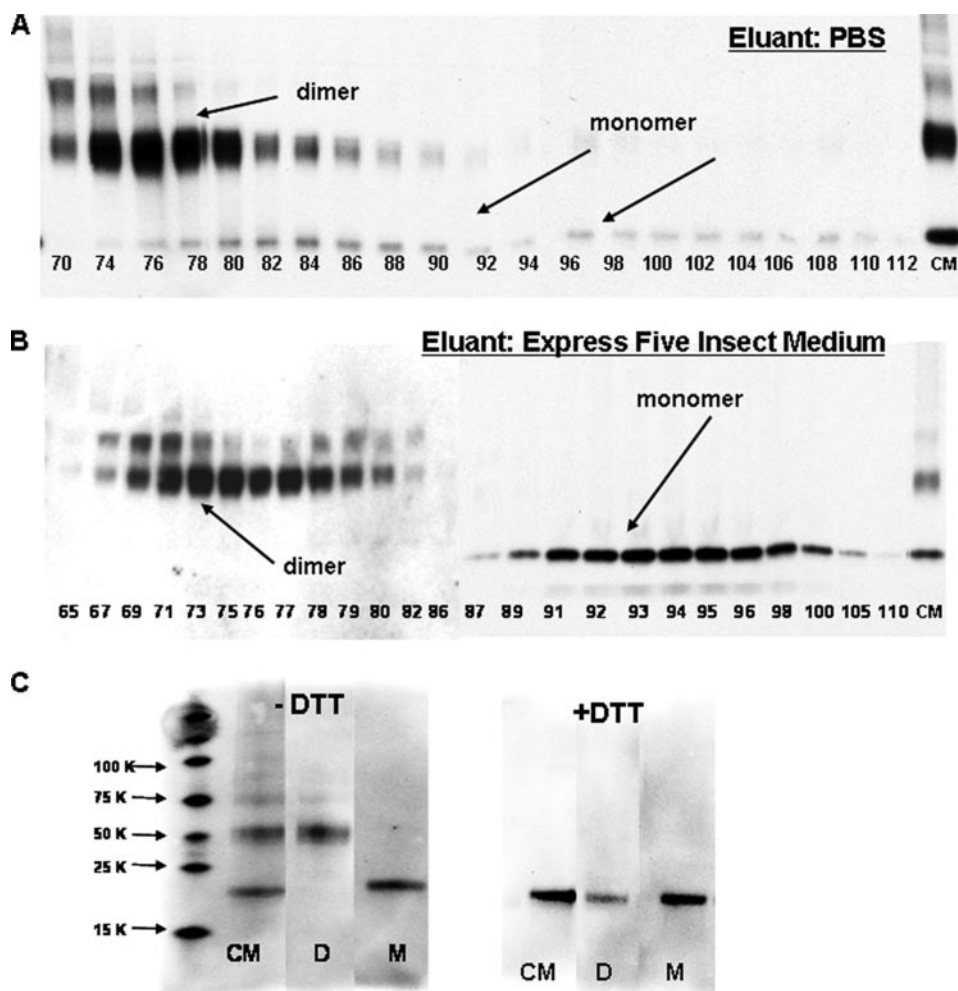 A
Eluant: PBS
dimer
monomer
70 74 76 78 80 82 84 86 88 90 92 94 96 98 100 102 104 106 108 110 112 CM
B
Eluant: Express Five Insect Medium
monomer
dimer
65 67 69 71 73 75 76 77 78 79 80 82 86 87 89 91 92 93 94 95 96 98 100 105 110 CM
C
- DTT
+DTT
100 K
75 K
50 K
25 K
15 K
CM D M
CM D M